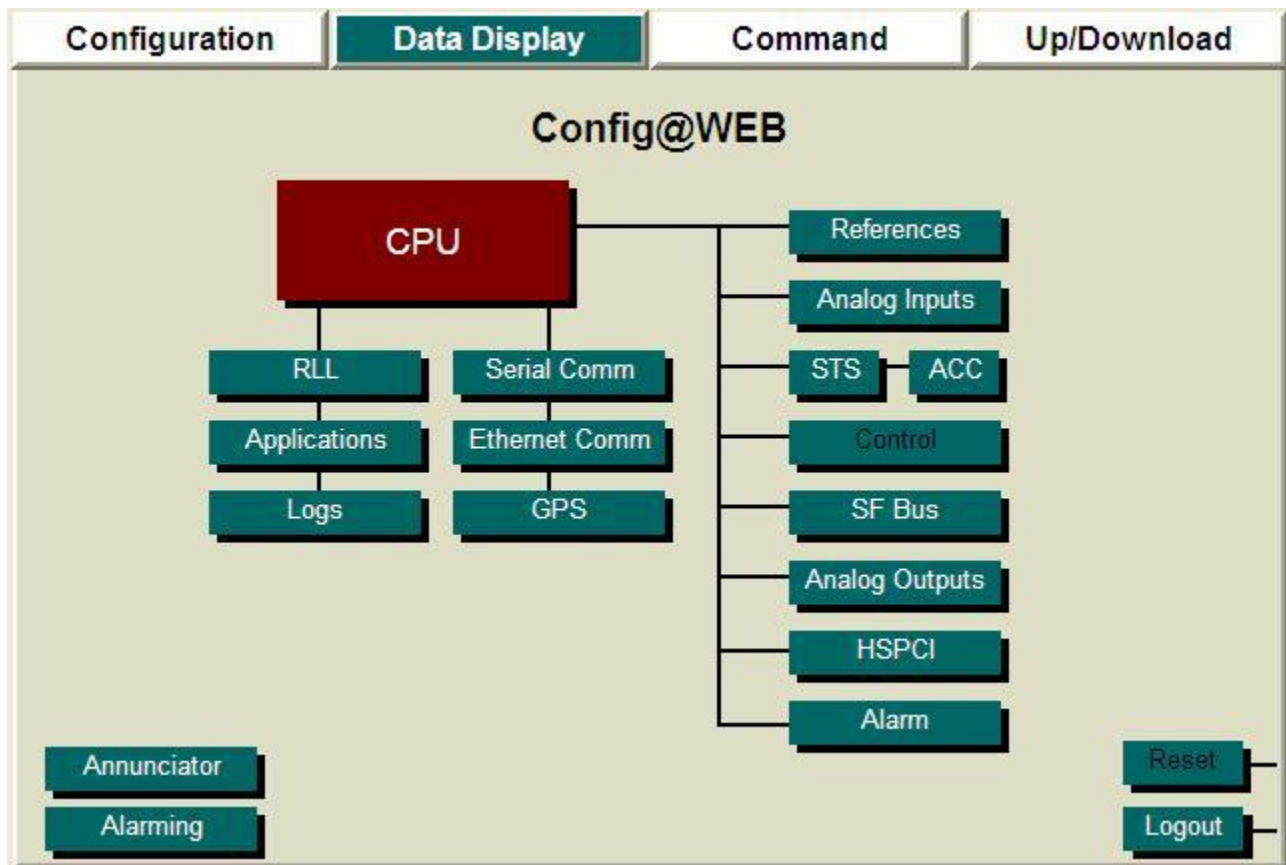 Configuration
Data Display
Command
Up/Download
Config@WEB
CPU
RLL
Applications
Logs
Serial Comm
Ethernet Comm
GPS
References
Analog Inputs
STS
ACC
Control
SF Bus
Analog Outputs
HSPCI
Alarm
Annunciator
Alarming
Reset
Logout